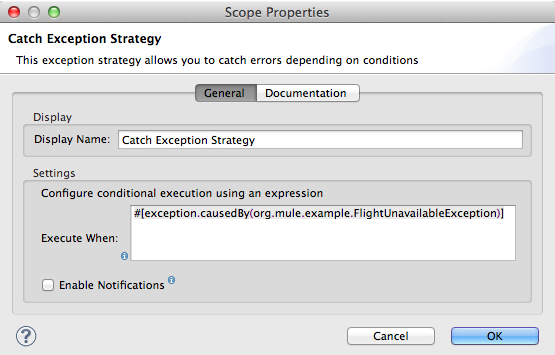 Scope Properties
Catch Exception Strategy
This exception strategy allows you to catch errors depending on conditions
General Documentation
Display
Display Name: Catch Exception Strategy
Settings
Configure conditional execution using an expression
#[exception.causedBy(org.mule.example.FlightUnavailableException)]
Execute When:
Enable Notifications
Cancel OK